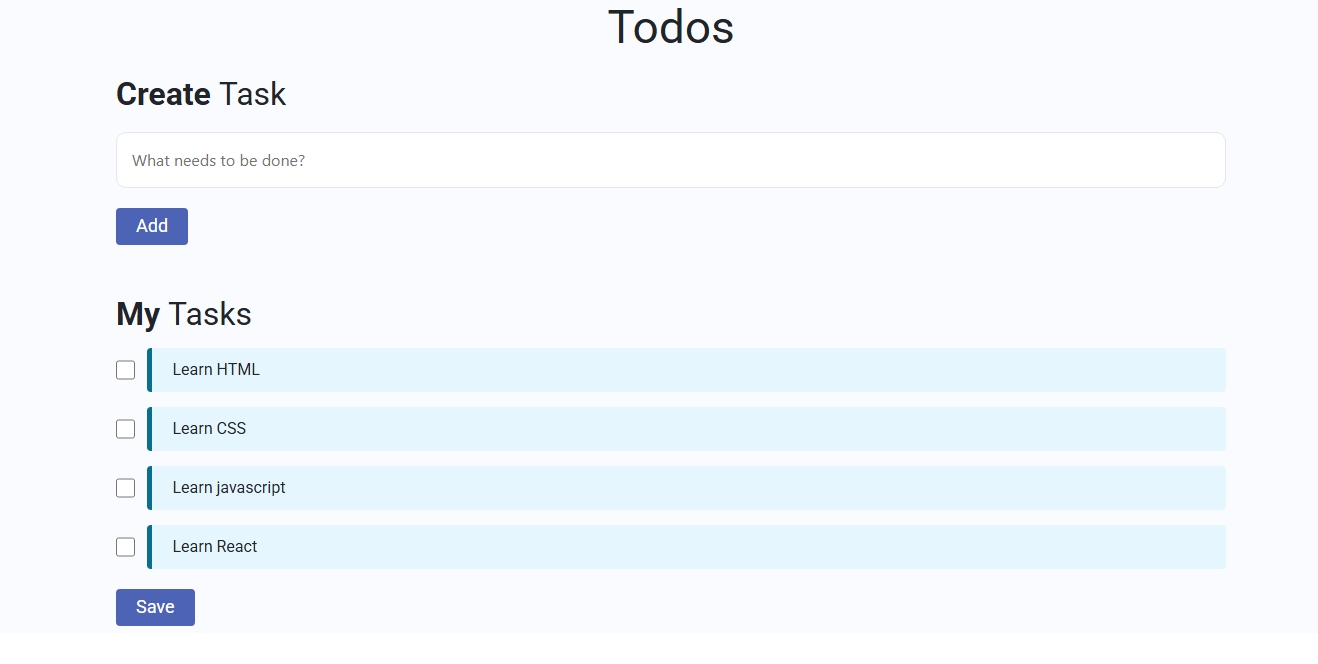 Todos
Create Task
What needs to be done?
Add
My Tasks
Learn HTML
Learn CSS
Learn javascript
Learn React
Save